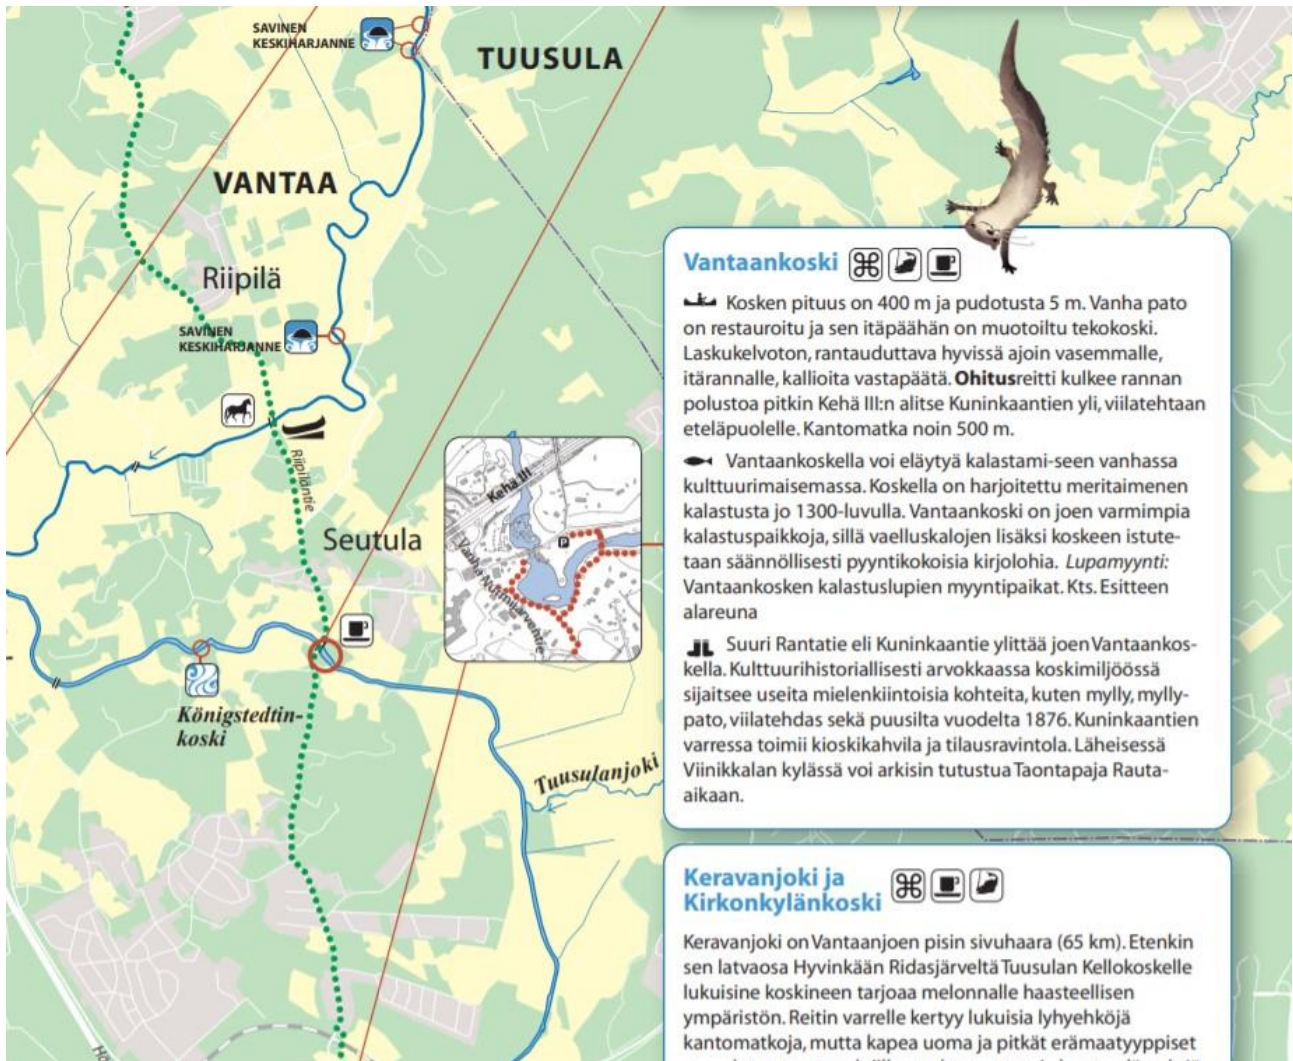 SAVINEN
KESKIHARJANNE
TUUSULA
VANTAA
Riipilä
SAVINEN
KESKIHARJANNE
Riipiläntie
Seutula
Königstedtin-
koski
Tuusulanjoki
Kehä III
P
Vanha Nurmijärventie
Vantaankoski
Kosken pituus on 400 m ja pudotusta 5 m. Vanha pato
on restauroitu ja sen itäpäähän on muotoiltu tekokoski.
Laskukelvoton, rantauduttava hyvissä ajoin vasemmalle,
itärannalle, kallioita vastapäätä. Ohitusreitti kulkee rannan
polustoa pitkin Kehä III:n alitse Kuninkaantien yli, viilatehtaan
eteläpuolelle. Kantomatka noin 500 m.
Vantaankoskella voi eläytyä kalastami-seen vanhassa
kulttuurimaisemassa. Koskella on harjoitettu meritaimenen
kalastusta jo 1300-luvulla. Vantaankoski on joen varmimpia
kalastuspaikkoja, sillä vaelluskalojen lisäksi koskeen istute-
taan säännöllisesti pyyntikokoisia kirjolohia. Lupamyynti:
Vantaankosken kalastuslupien myyntipaikat. Kts. Esitteen
alareuna
Suuri Rantatie eli Kuninkaantie ylittää joen Vantaankos-
kella. Kulttuurihistoriallisesti arvokkaassa koskimiljöössä
sijaitsee useita mielenkiintoisia kohteita, kuten mylly, mylly-
pato, viilatehdas sekä puusilta vuodelta 1876. Kuninkaantien
varressa toimii kioskikahvila ja tilausravintola. Läheisessä
Viinikkalan kylässä voi arkisin tutustua Taontapaja Rauta-
aikaan.
Keravanjoki ja
Kirkonkylänkoski
Keravanjoki on Vantaanjoen pisin sivuhaara (65 km). Etenkin
sen latvaosa Hyvinkään Ridasjärveltä Tuusulan Kellokoskelle
lukuisine koskineen tarjoaa melonnalle haasteellisen
ympäristön. Reitin varrelle kertyy lukuisia lyhyehköjä
kantomatkoja, mutta kapea uoma ja pitkät erämaatyyppiset